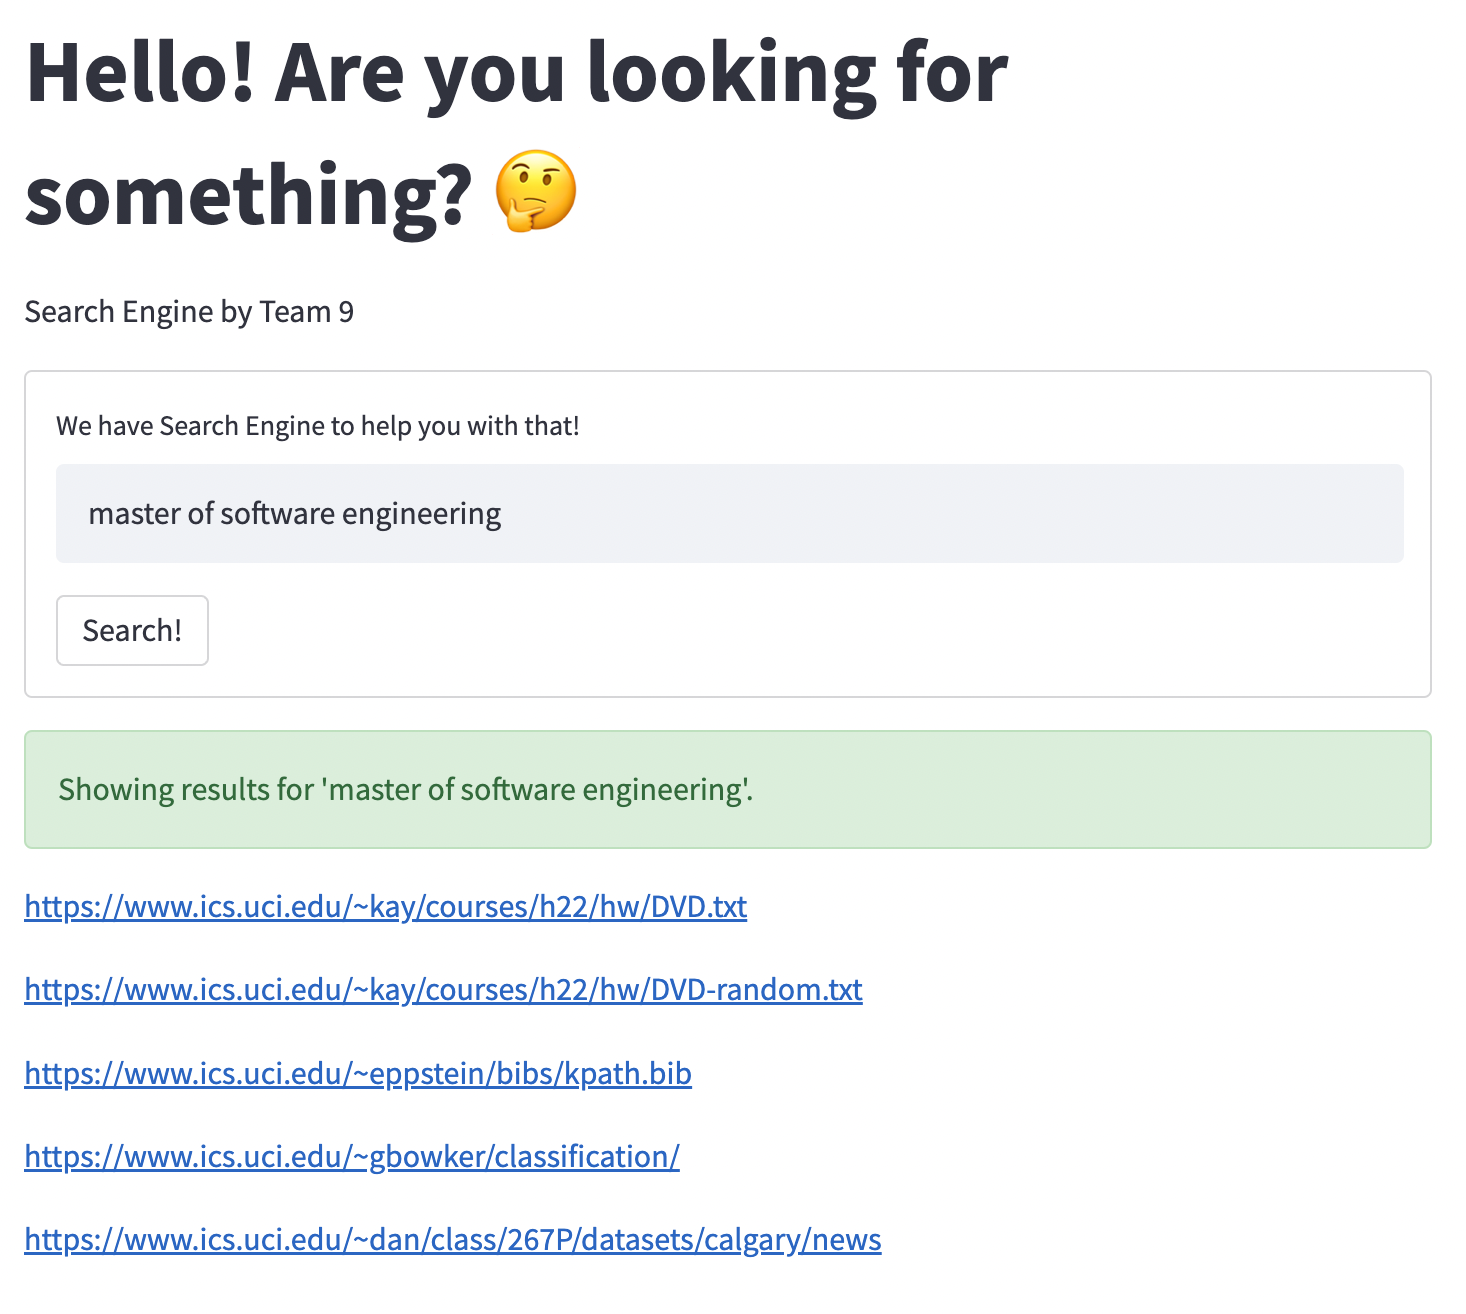 Hello! Are you looking for
something? 🤔
Search Engine by Team 9
We have Search Engine to help you with that!
master of software engineering
Search!
Showing results for 'master of software engineering'.
https://www.ics.uci.edu/~kay/courses/h22/hw/DVD.txt
https://www.ics.uci.edu/~kay/courses/h22/hw/DVD-random.txt
https://www.ics.uci.edu/~eppstein/bibs/kpath.bib
https://www.ics.uci.edu/~gbowker/classification/
https://www.ics.uci.edu/~dan/class/267P/datasets/calgary/news